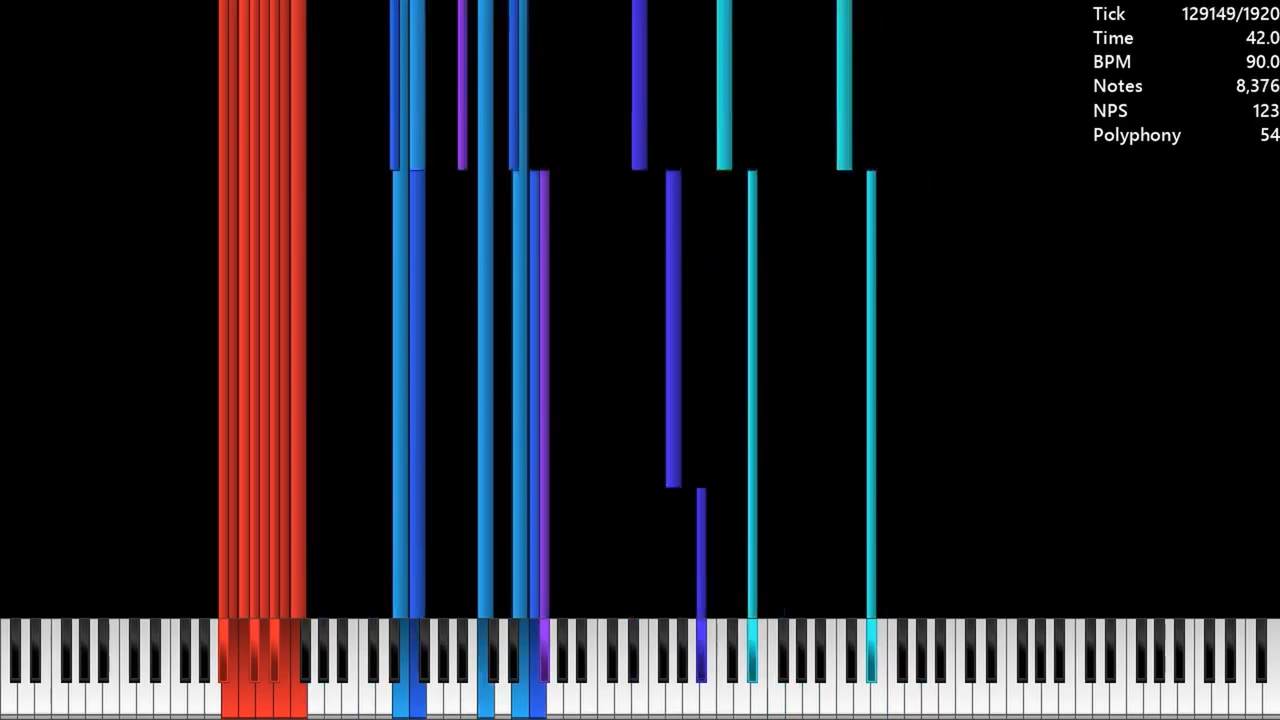 Tick 129149/1920
Time 42.0
BPM 90.0
Notes 8,376
NPS 123
Polyphony 54